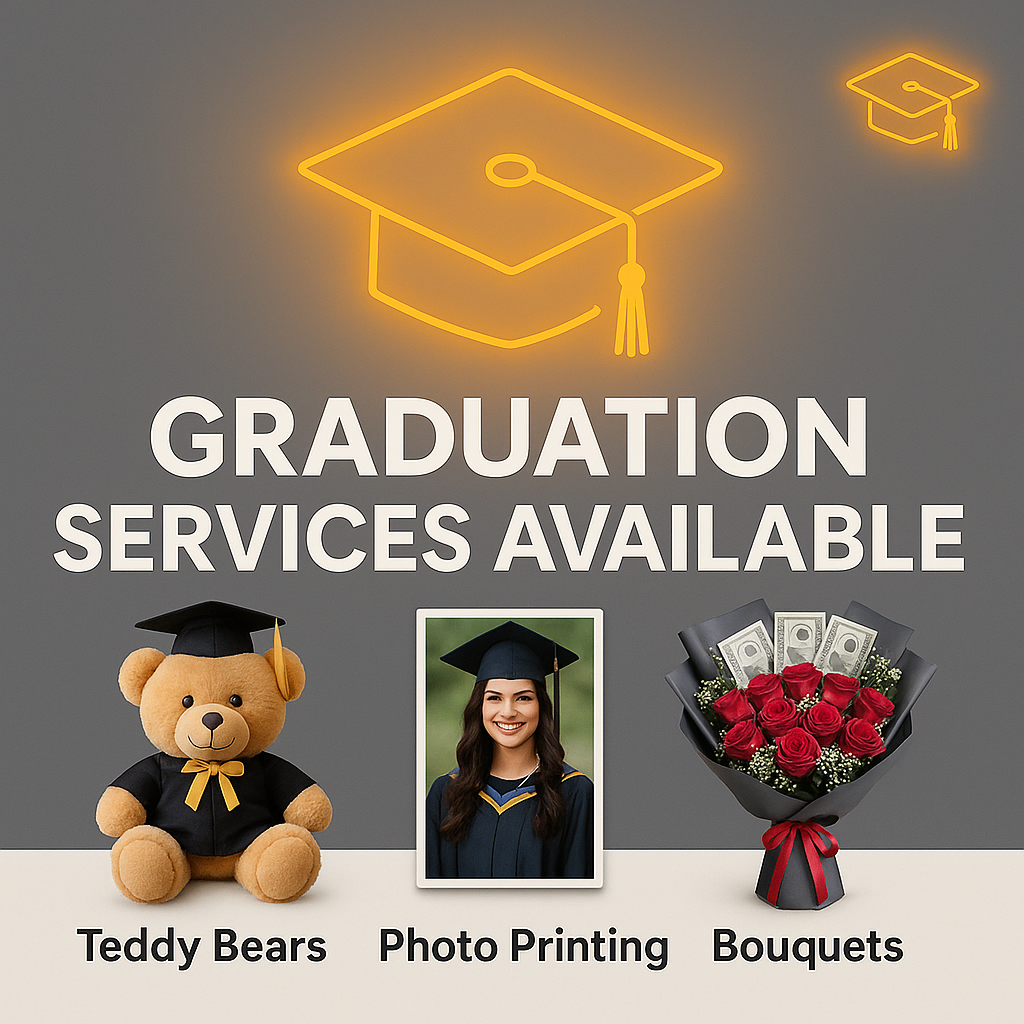 GRADUATION
SERVICES AVAILABLE
Teddy Bears
Photo Printing
Bouquets